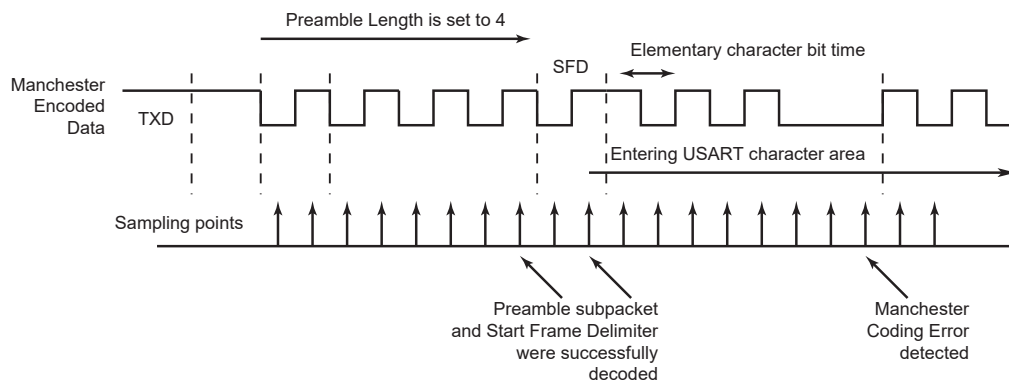 Preamble Length is set to 4
Elementary character bit time
SFD
Manchester
Encoded
Data
TXD
Entering USART character area
Sampling points
Preamble subpacket
and Start Frame Delimiter
were successfully
decoded
Manchester
Coding Error
detected